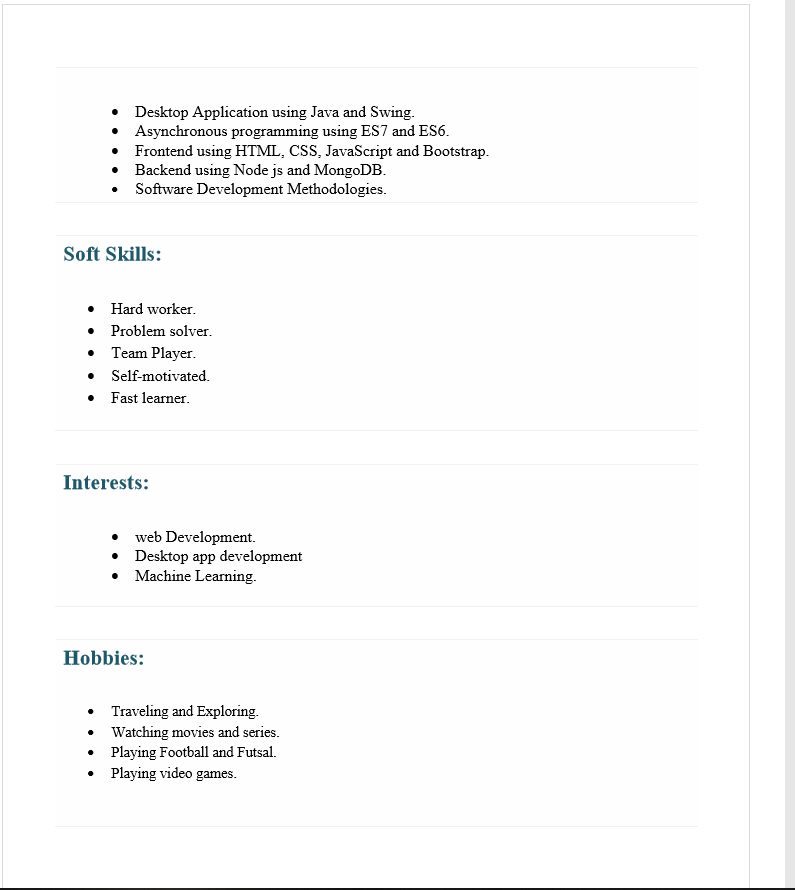 • Desktop Application using Java and Swing.
• Asynchronous programming using ES7 and ES6.
• Frontend using HTML, CSS, JavaScript and Bootstrap.
• Backend using Node js and MongoDB.
• Software Development Methodologies.
Soft Skills:
• Hard worker.
• Problem solver.
• Team Player.
• Self-motivated.
• Fast learner.
Interests:
• web Development.
• Desktop app development
• Machine Learning.
Hobbies:
• Traveling and Exploring.
• Watching movies and series.
• Playing Football and Futsal.
• Playing video games.